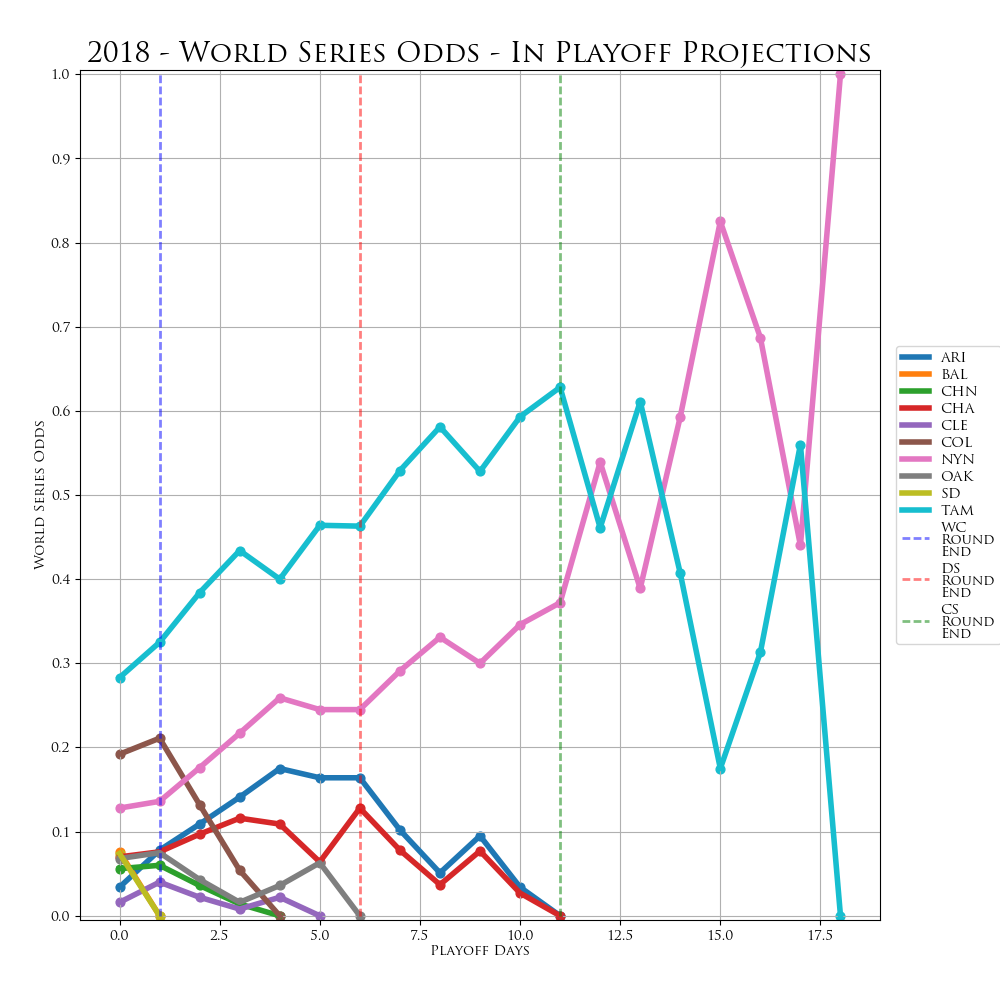 2018 - World Series Odds - In Playoff Projections
World Series Odds
1.0
0.9
0.8
0.7
0.6
0.5
0.4
0.3
0.2
0.1
0.0
0.0 2.5 5.0 7.5 10.0 12.5 15.0 17.5
Playoff Days
ARI
BAL
CHN
CHA
CLE
COL
NYN
OAK
SD
TAM
WC
Round
End
DS
Round
End
CS
Round
End